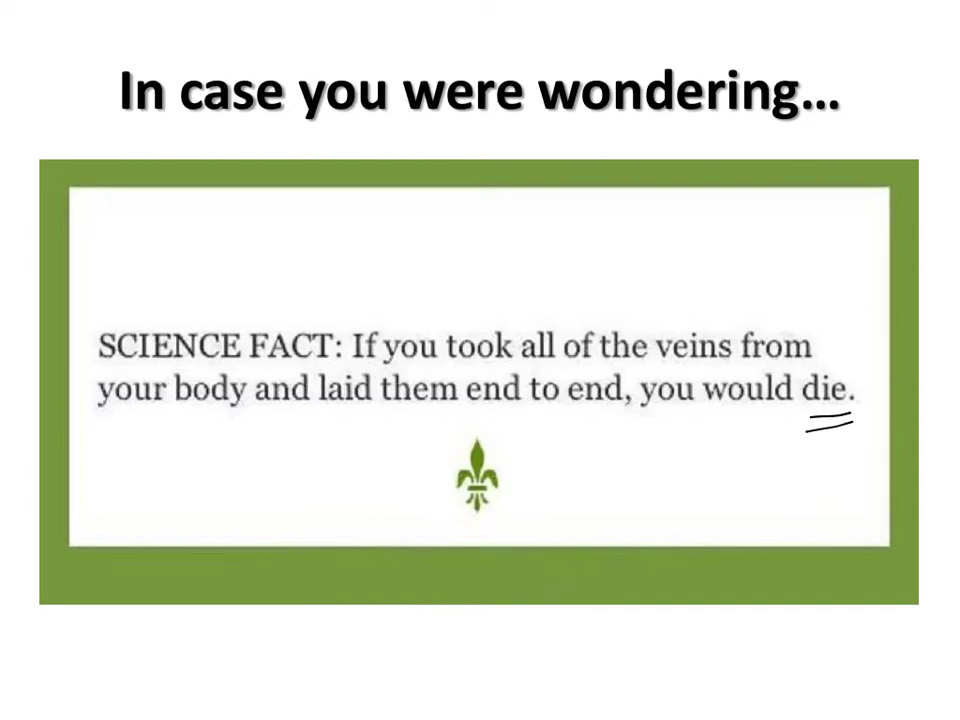 In case you were wondering…
SCIENCE FACT: If you took all of the veins from
your body and laid them end to end, you would die.